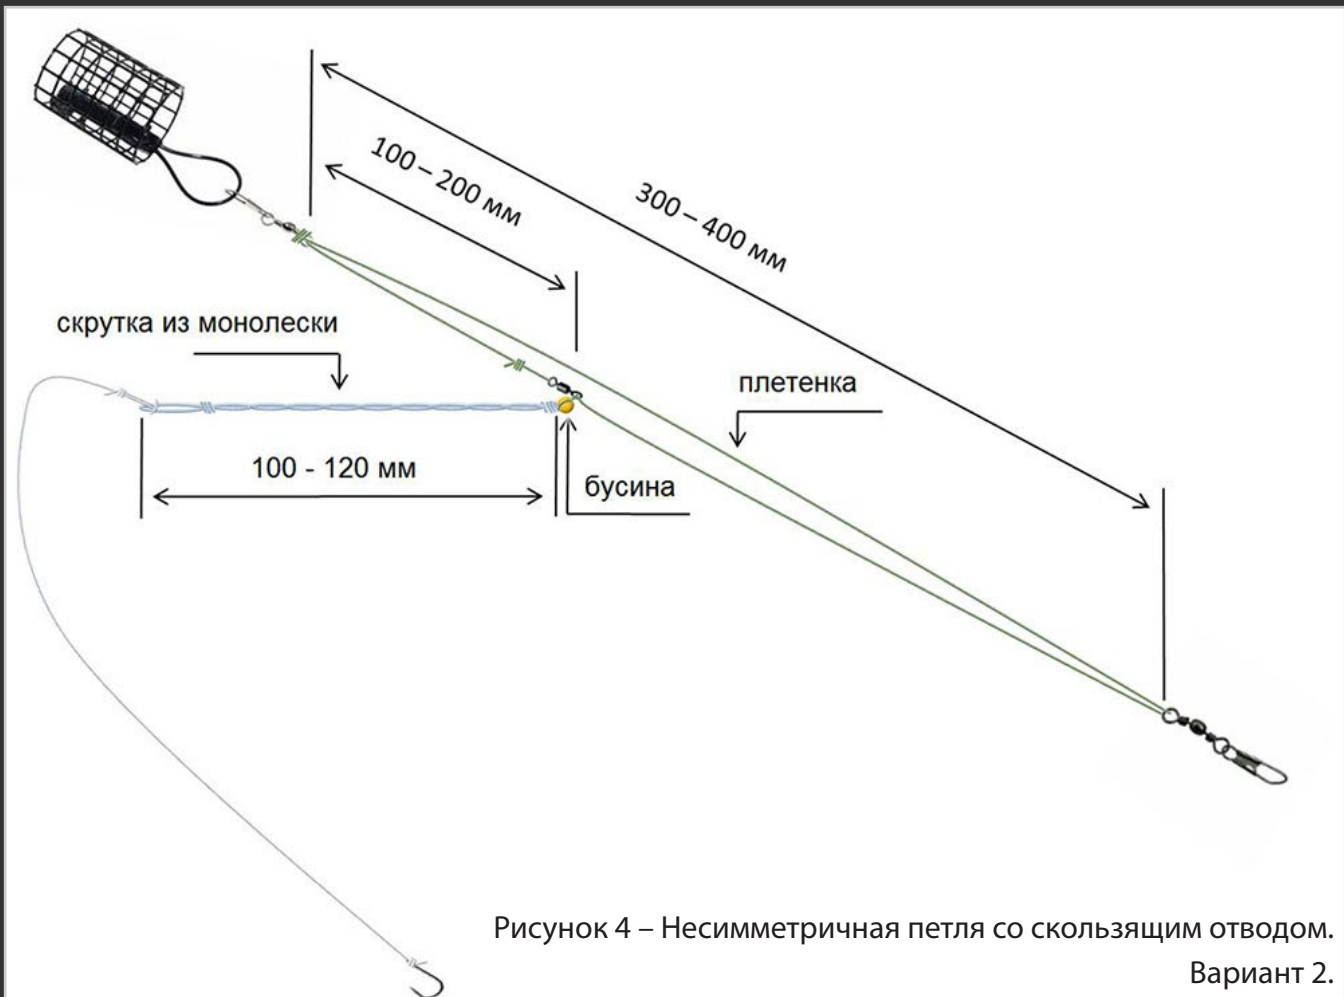 100 – 200 мм
300 – 400 мм
скрутка из монолески
плетенка
100 - 120 мм
бусина
Рисунок 4 – Несимметричная петля со скользящим отводом.
Вариант 2.